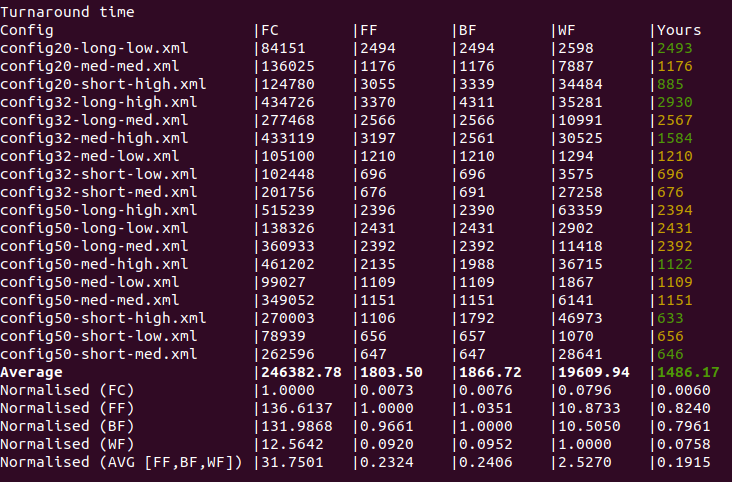 Turnaround time
Config |FC |FF |BF |WF |Yours
config20-long-low.xml |84151 |2494 |2494 |2598 |2493
config20-med-med.xml |136025 |1176 |1176 |7887 |1176
config20-short-high.xml |124780 |3055 |3339 |34484 |885
config32-long-high.xml |434726 |3370 |4311 |35281 |2930
config32-long-med.xml |277468 |2566 |2566 |10991 |2567
config32-med-high.xml |433119 |3197 |2561 |30525 |1584
config32-med-low.xml |105100 |1210 |1210 |1294 |1210
config32-short-low.xml |102448 |696 |696 |3575 |696
config32-short-med.xml |201756 |676 |691 |27258 |676
config50-long-high.xml |515239 |2396 |2390 |63359 |2394
config50-long-low.xml |138326 |2431 |2431 |2902 |2431
config50-long-med.xml |360933 |2392 |2392 |11418 |2392
config50-med-high.xml |461202 |2135 |1988 |36715 |1122
config50-med-low.xml |99027 |1109 |1109 |1867 |1109
config50-med-med.xml |349052 |1151 |1151 |6141 |1151
config50-short-high.xml |270003 |1106 |1792 |46973 |633
config50-short-low.xml |78939 |656 |657 |1070 |656
config50-short-med.xml |262596 |647 |647 |28641 |646
Average |246382.78 |1803.50 |1866.72 |19609.94 |1486.17
Normalised (FC) |1.0000 |0.0073 |0.0076 |0.0796 |0.0060
Normalised (FF) |136.6137 |1.0000 |1.0351 |10.8733 |0.8240
Normalised (BF) |131.9868 |0.9661 |1.0000 |10.5050 |0.7961
Normalised (WF) |12.5642 |0.0920 |0.0952 |1.0000 |0.0758
Normalised (AVG [FF,BF,WF]) |31.7501 |0.2324 |0.2406 |2.5270 |0.1915